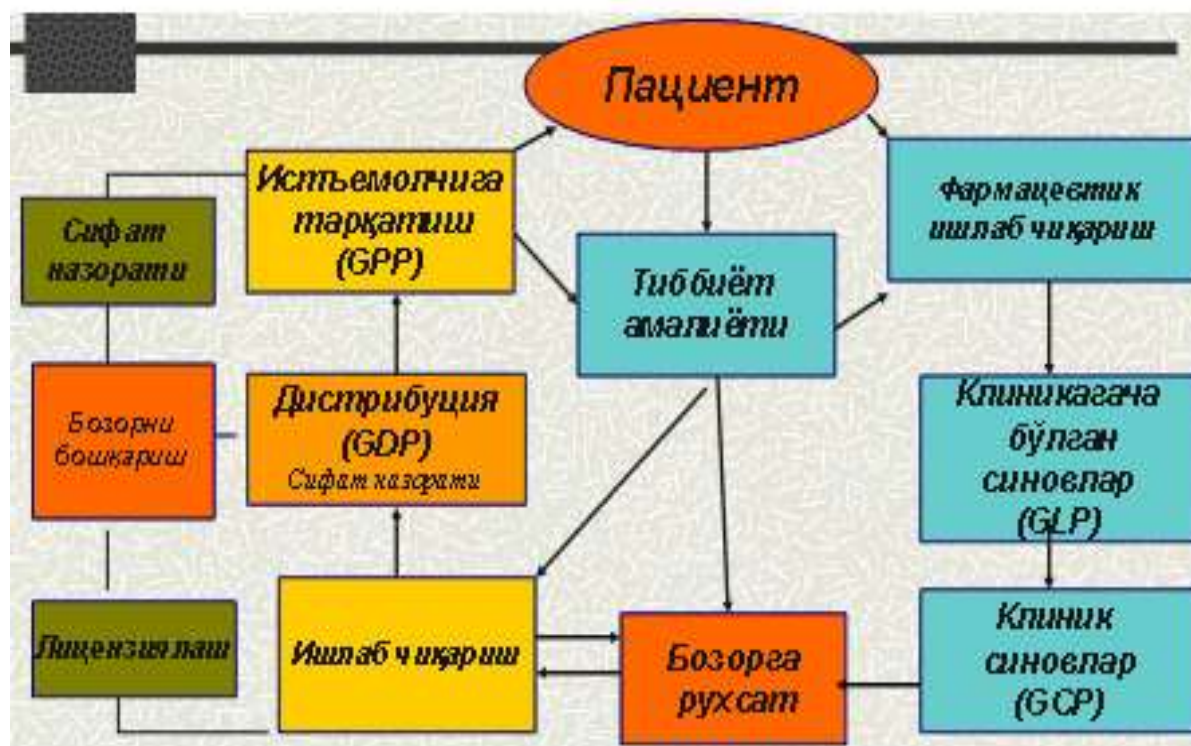 Пациент
Истъемолчига
тарқатиш
(GPP)
Фармацевтик
ишлаб чиқариш
Сифат
назорати
Тиббиёт
амалиёти
Бозорни
бошқариш
Дистрибуция
(GDP)
Сифат назорати
Клиникагача
бўлган
синовлар
(GLP)
Лицензиялаш
Ишлаб чиқариш
Бозорга
рухсат
Клиник
синовлар
(GCP)